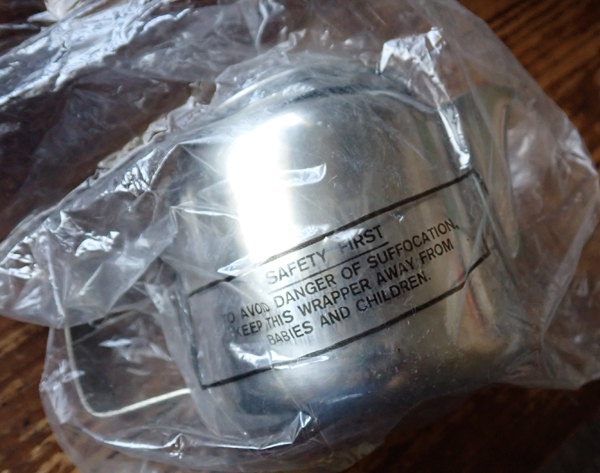 SAFETY FIRST
TO AVOID DANGER OF SUFFOCATION,
KEEP THIS WRAPPER AWAY FROM
BABIES AND CHILDREN.